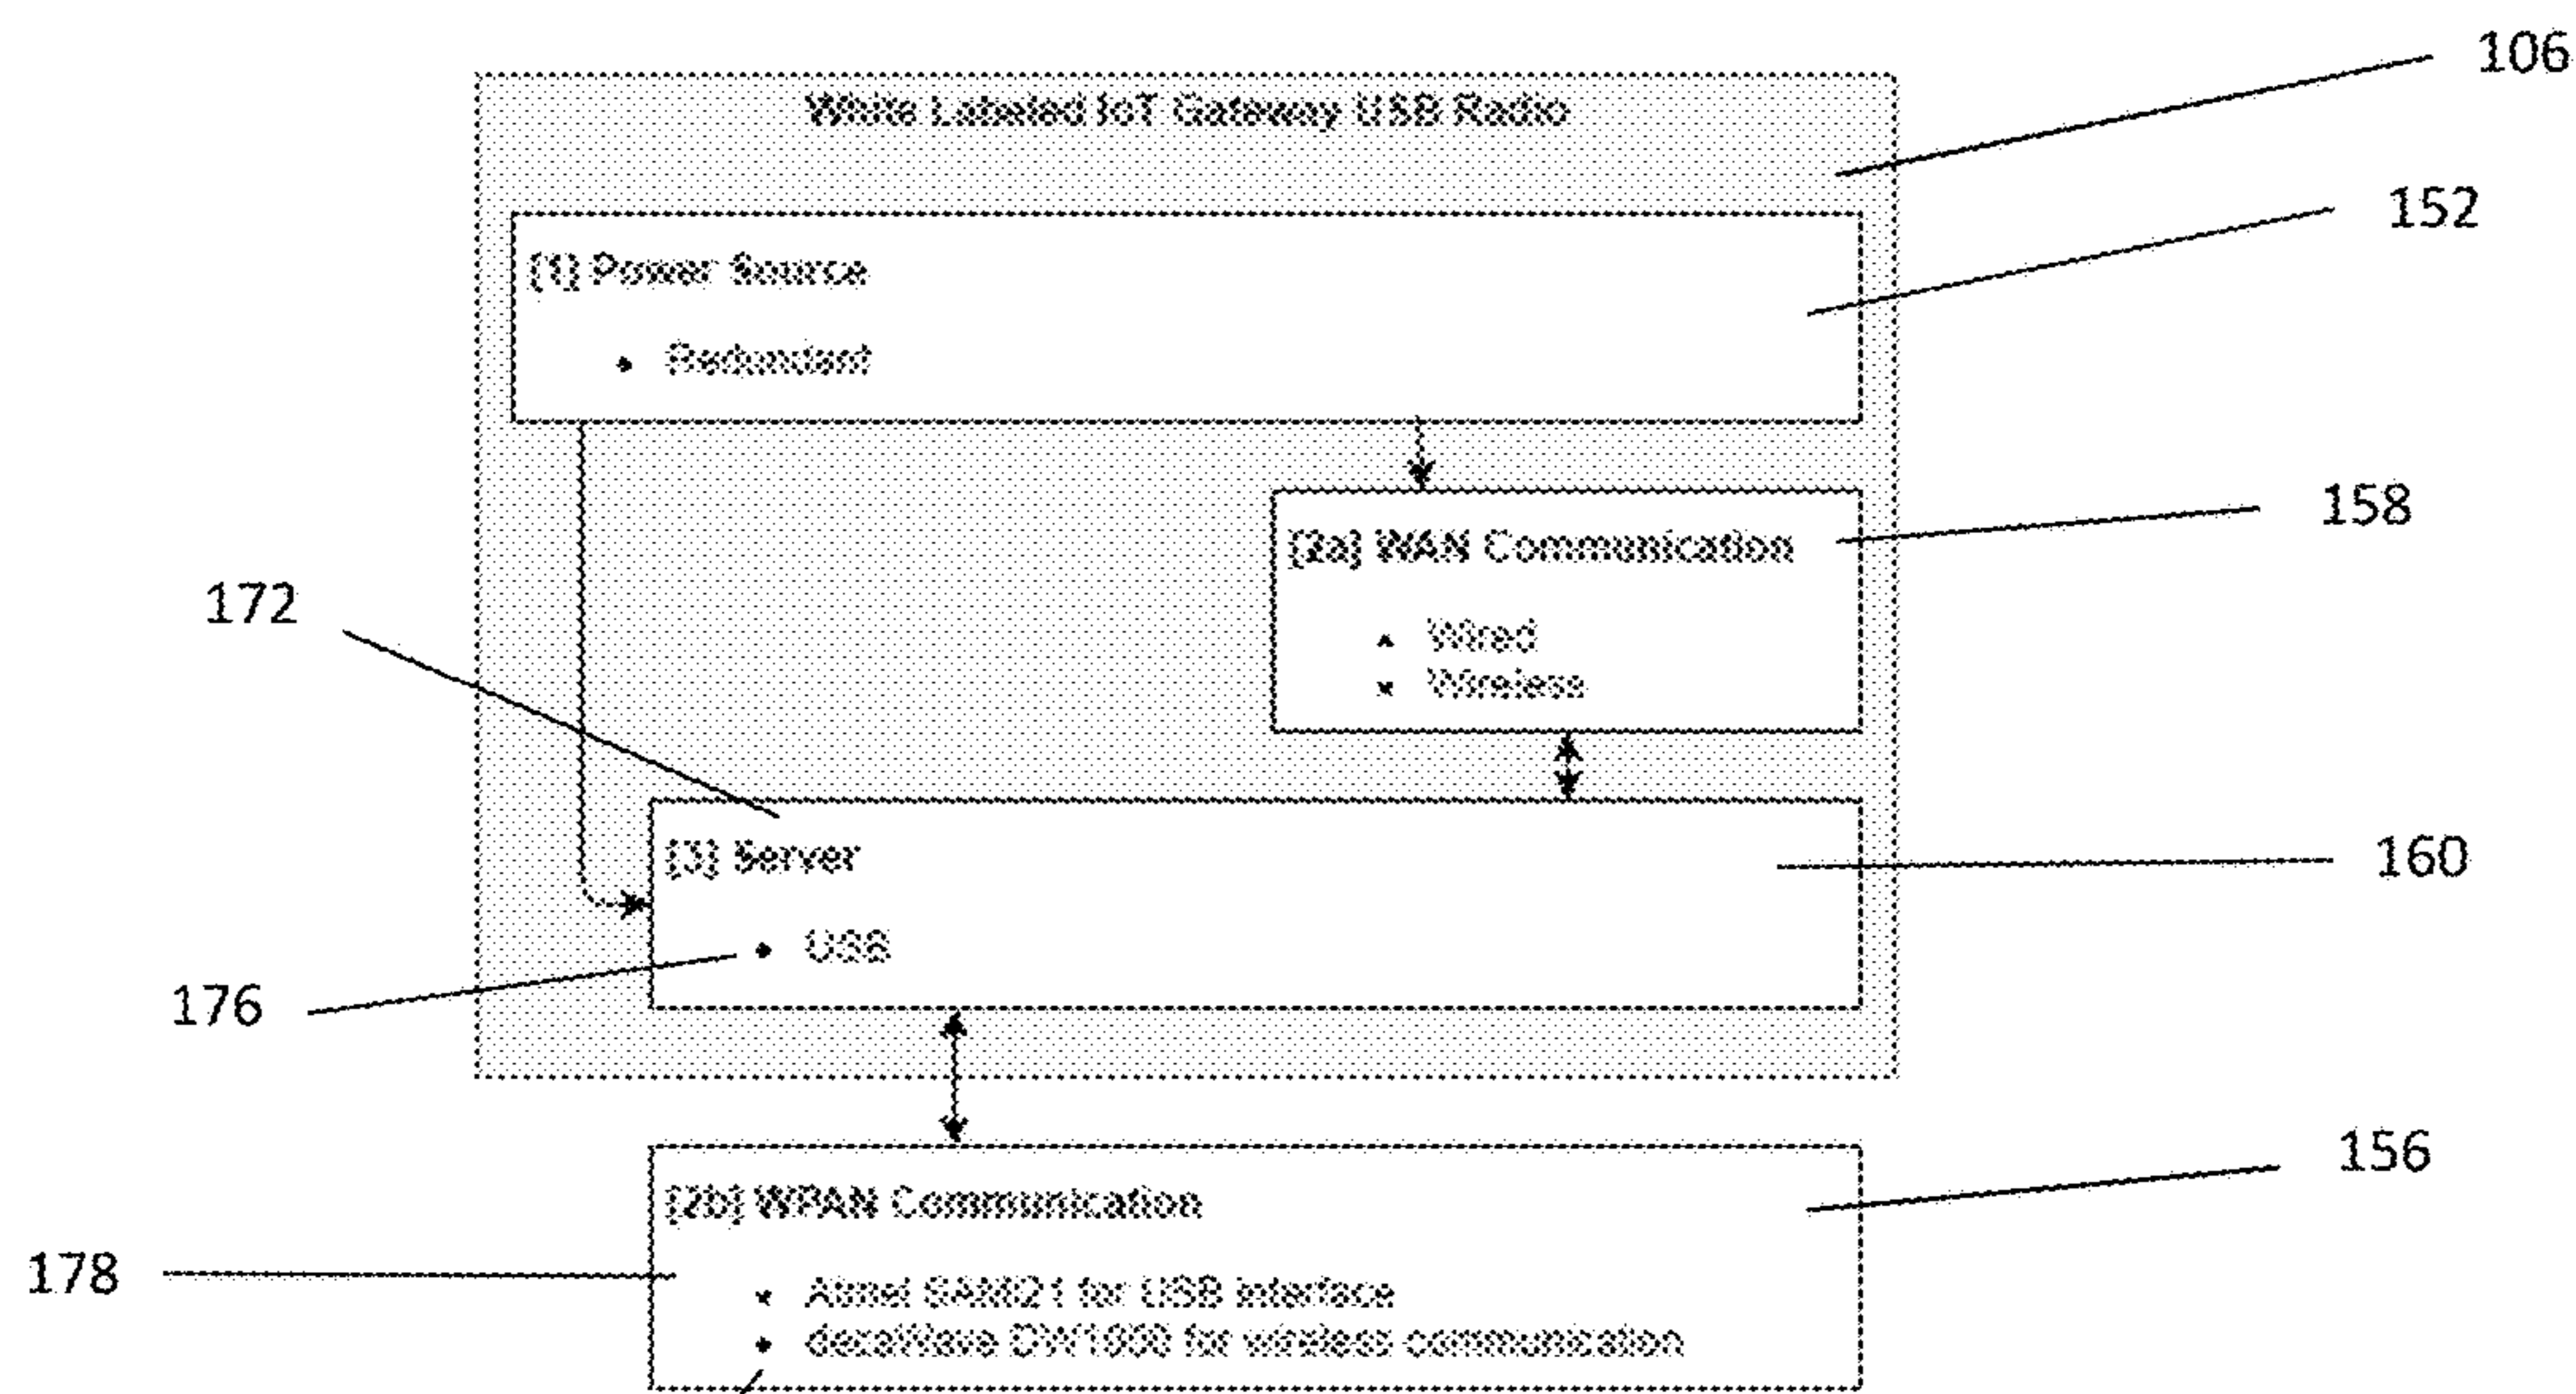 106
White Labeled IoT Gateway USB Radio
152
[1] Power Source
Redundant
158
[2a] WAN Communication
Wired
Wireless
172
[3] Server
160
USB
176
156
[2b] WPAN Communication
178
Atmel for USB interface
decaWave DW1000 for wireless communication